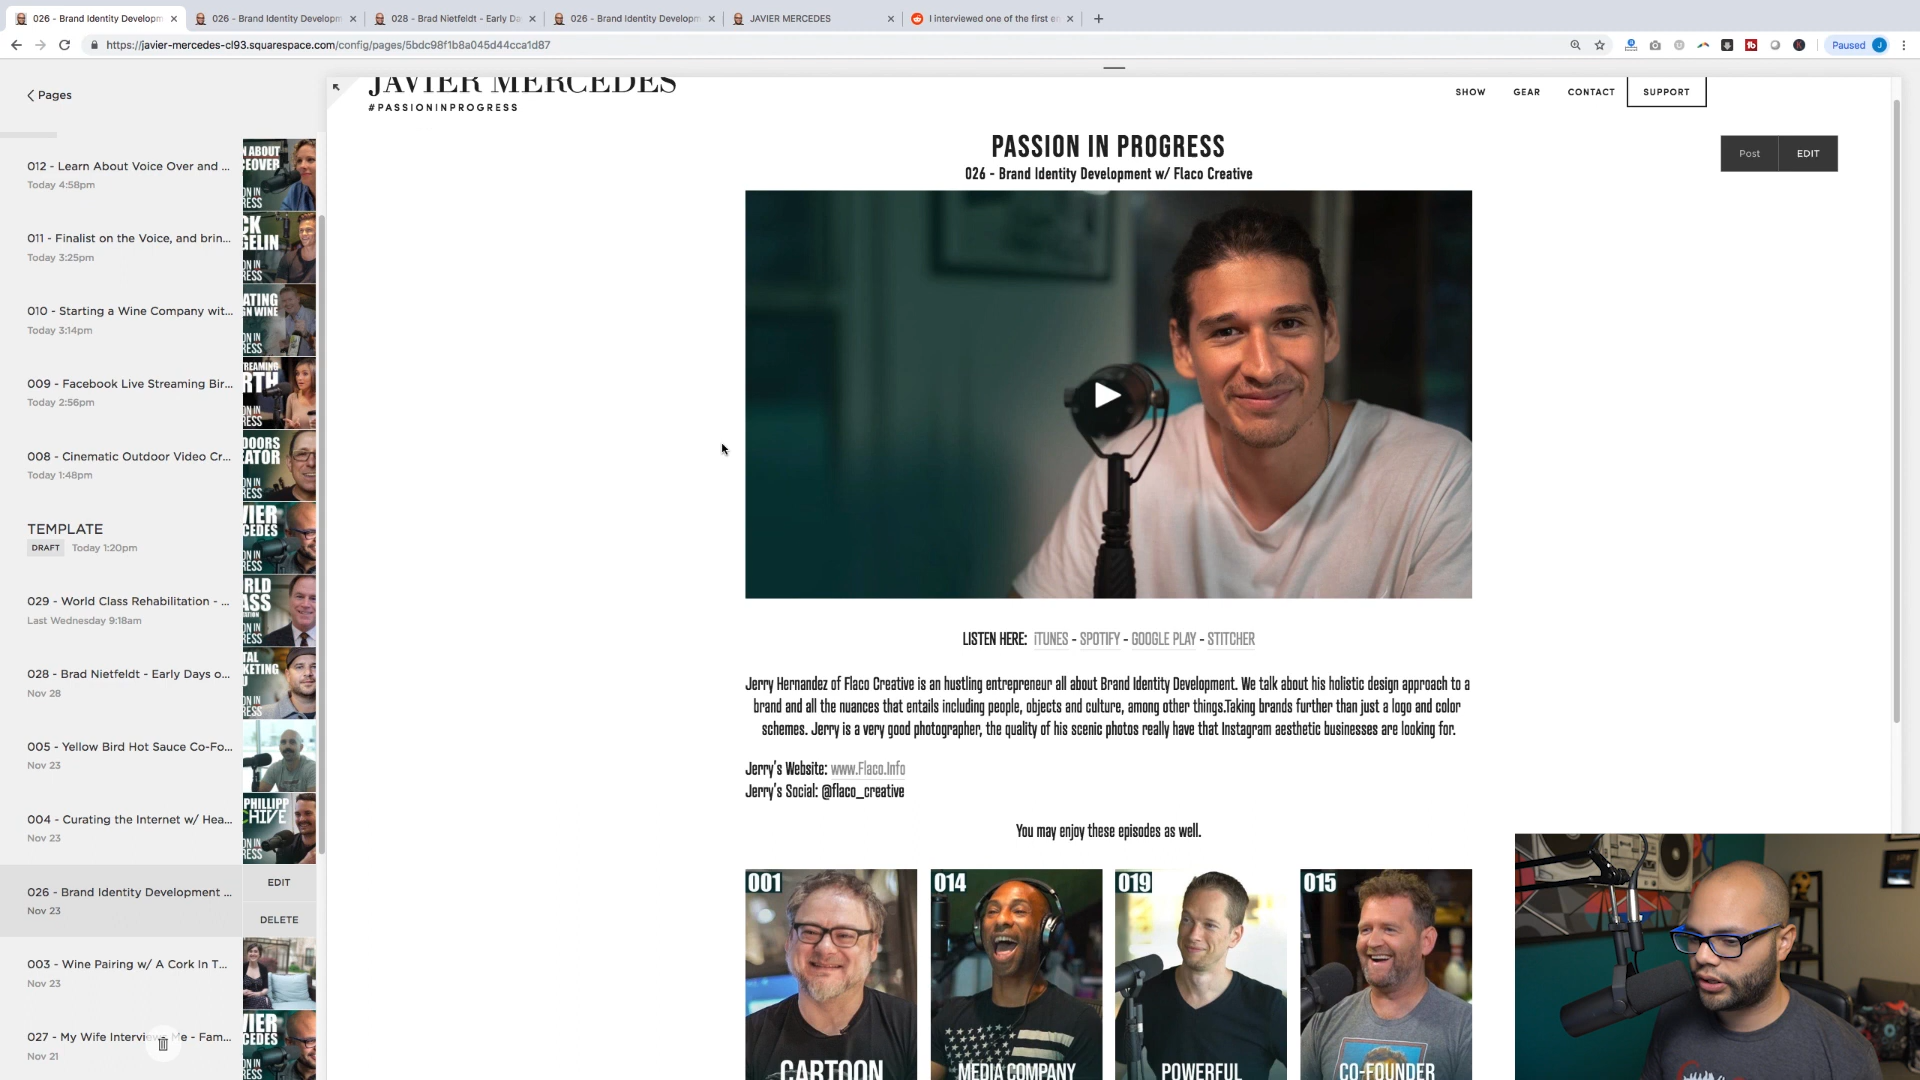 026 - Brand Identity Developm
026 - Brand Identity Developm
028 - Brad Nietfeldt - Early Da
026 - Brand Identity Developm
JAVIER MERCEDES
I interviewed one of the first en
https://javier-mercedes-cl93.squarespace.com/config/pages/5bdc98f1b8a045d44cca1d87
Paused
J
Pages
JAVIER MERCEDES
#PASSIONINPROGRESS
SHOW
GEAR
CONTACT
SUPPORT
Post
EDIT
012 - Learn About Voice Over and ...
Today 4:58pm
011 - Finalist on the Voice, and brin...
Today 3:25pm
010 - Starting a Wine Company wit...
Today 3:14pm
009 - Facebook Live Streaming Bir...
Today 2:56pm
008 - Cinematic Outdoor Video Cr...
Today 1:48pm
TEMPLATE
DRAFT
Today 1:20pm
029 - World Class Rehabilitation - ...
Last Wednesday 9:18am
028 - Brad Nietfeldt - Early Days o...
Nov 28
005 - Yellow Bird Hot Sauce Co-Fo...
Nov 23
004 - Curating the Internet w/ Hea...
Nov 23
026 - Brand Identity Development ...
Nov 23
EDIT
DELETE
003 - Wine Pairing w/ A Cork In T...
Nov 23
027 - My Wife Interviews Me - Fam...
Nov 21
PASSION IN PROGRESS
026 - Brand Identity Development w/ Flaco Creative
LISTEN HERE: iTUNES - SPOTIFY - GOOGLE PLAY - STITCHER
Jerry Hernandez of Flaco Creative is an hustling entrepreneur all about Brand Identity Development. We talk about his holistic design approach to a
brand and all the nuances that entails including people, objects and culture, among other things.Taking brands further than just a logo and color
schemes. Jerry is a very good photographer, the quality of his scenic photos really have that Instagram aesthetic businesses are looking for.
Jerry's Website: www.Flaco.Info
Jerry's Social: @flaco_creative
You may enjoy these episodes as well.
001
014
019
015
CARTOON
MEDIA COMPANY
POWERFUL
CO-FOUNDER